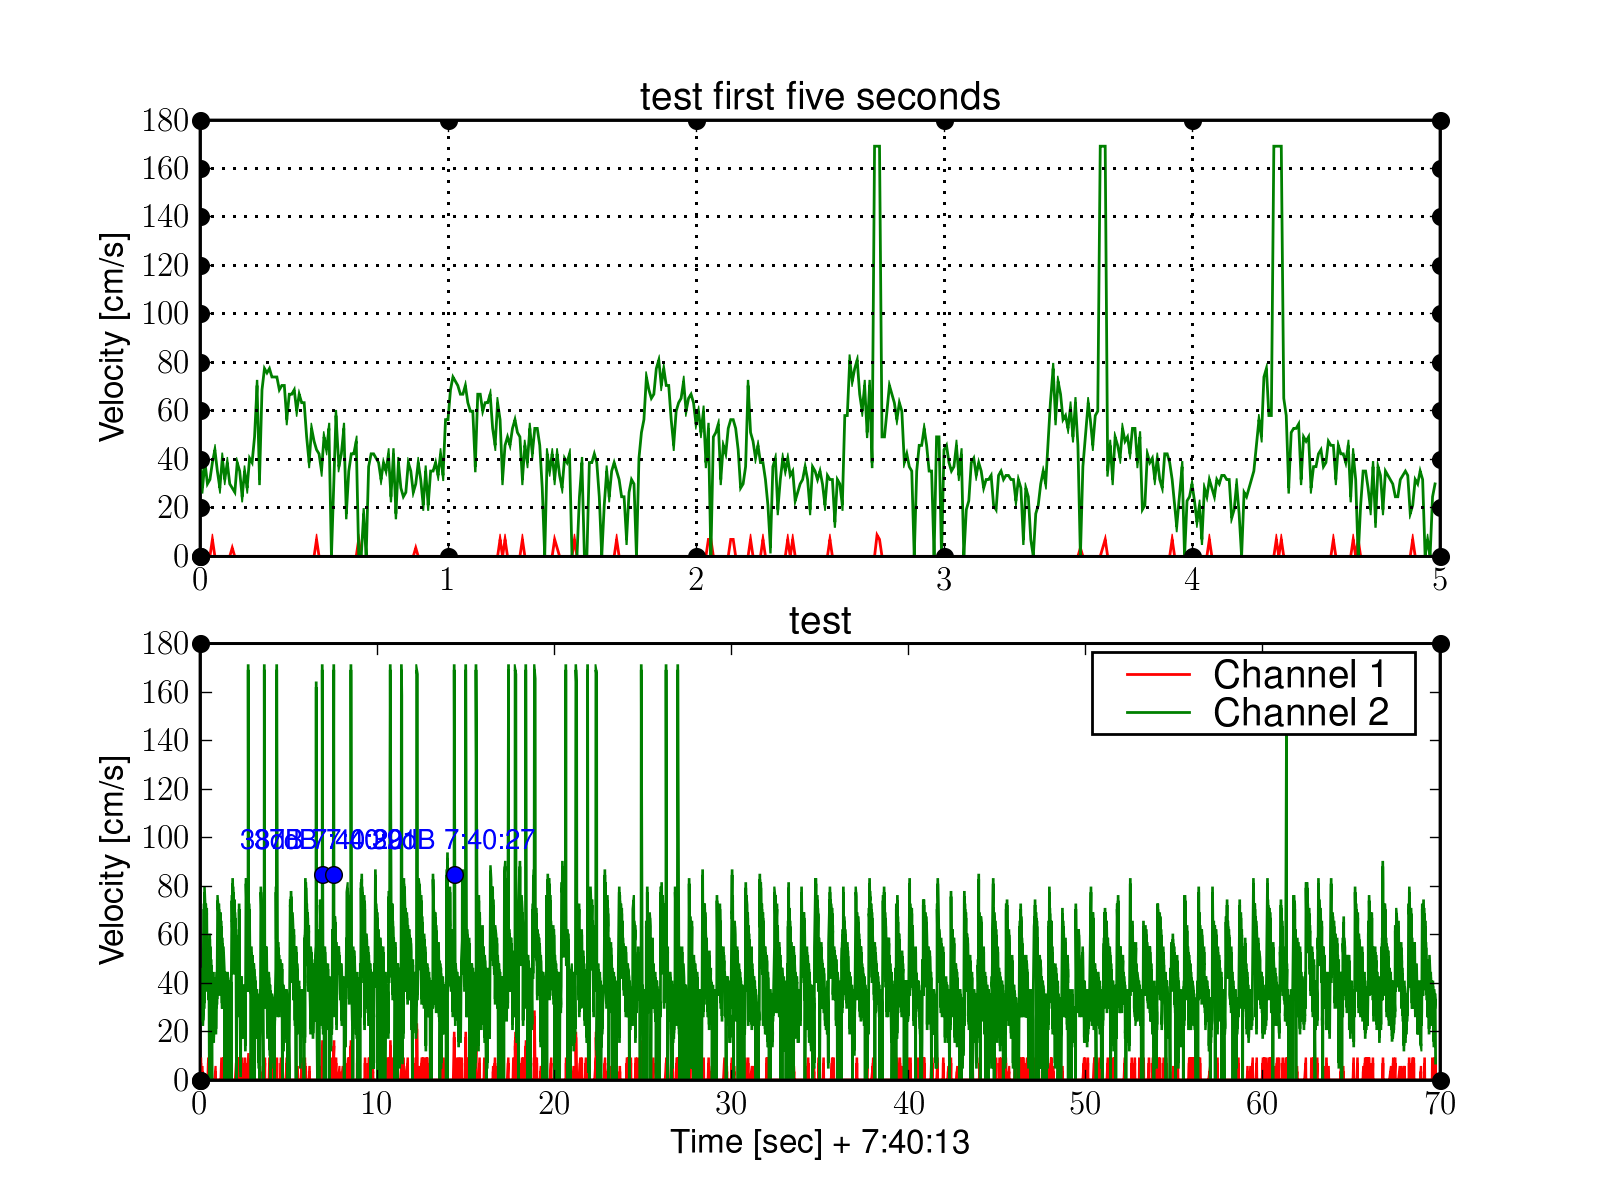 test first five seconds
Velocity [cm/s]
180
160
140
120
100
80
60
40
20
0
0 1 2 3 4 5
test
Velocity [cm/s]
180
160
140
120
100
80
60
40
20
0
Channel 1
Channel 2
7:40:27
0 10 20 30 40 50 60 70
Time [sec] + 7:40:13